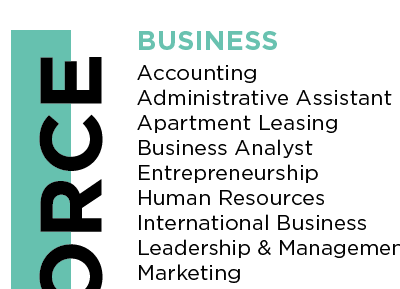 ORCE
BUSINESS
Accounting
Administrative Assistant
Apartment Leasing
Business Analyst
Entrepreneurship
Human Resources
International Business
Leadership & Managemen
Marketing